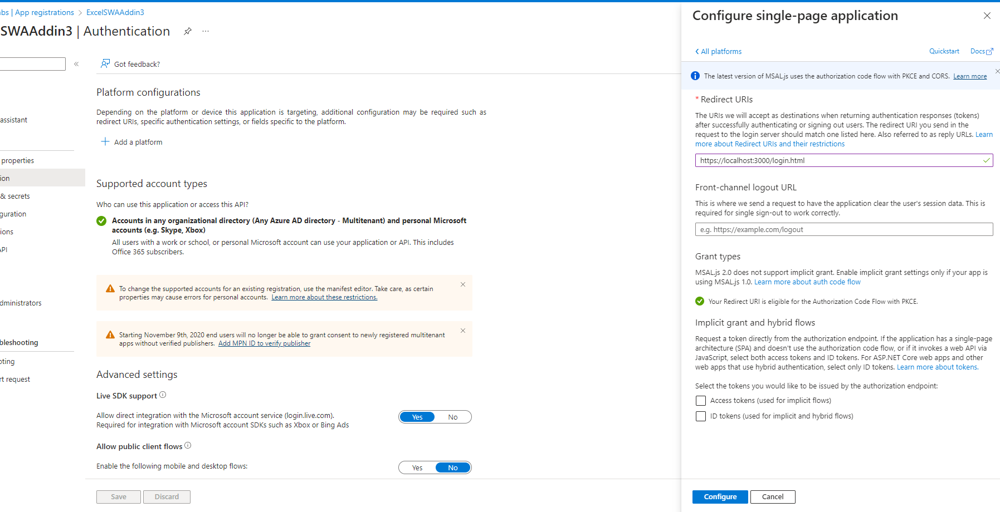 abs | App registrations > ExcelSWAAddin3
SWAAddin3 | Authentication
«
Got feedback?
assistant
properties
ion
& secrets
guration
ions
API
dministrators
bleshooting
oting
rt request
Platform configurations
Depending on the platform or device this application is targeting, additional configuration may be required such as
redirect URIs, specific authentication settings, or fields specific to the platform.
Add a platform
Supported account types
Who can use this application or access this API?
Accounts in any organizational directory (Any Azure AD directory - Multitenant) and personal Microsoft
accounts (e.g. Skype, Xbox)
All users with a work or school, or personal Microsoft account can use your application or API. This includes
Office 365 subscribers.
To change the supported accounts for an existing registration, use the manifest editor. Take care, as certain
properties may cause errors for personal accounts. Learn more about these restrictions.
Starting November 9th, 2020 end users will no longer be able to grant consent to newly registered multitenant
apps without verified publishers. Add MPN ID to verify publisher
Advanced settings
Live SDK support
Allow direct integration with the Microsoft account service (login.live.com).
Required for integration with Microsoft account SDKs such as Xbox or Bing Ads
Yes No
Allow public client flows
Enable the following mobile and desktop flows:
Yes No
Save Discard
Configure single-page application
All platforms
Quickstart Docs
The latest version of MSAL.js uses the authorization code flow with PKCE and CORS. Learn more
* Redirect URIs
The URIs we will accept as destinations when returning authentication responses (tokens)
after successfully authenticating or signing out users. The redirect URI you send in the
request to the login server should match one listed here. Also referred to as reply URLs. Learn
more about Redirect URIs and their restrictions
https://localhost:3000/login.html
Front-channel logout URL
This is where we send a request to have the application clear the user's session data. This is
required for single sign-out to work correctly.
e.g. https://example.com/logout
Grant types
MSAL.js 2.0 does not support implicit grant. Enable implicit grant settings only if your app is
using MSAL.js 1.0. Learn more about auth code flow
Your Redirect URI is eligible for the Authorization Code Flow with PKCE.
Implicit grant and hybrid flows
Request a token directly from the authorization endpoint. If the application has a single-page
architecture (SPA) and doesn't use the authorization code flow, or if it invokes a web API via
JavaScript, select both access tokens and ID tokens. For ASP.NET Core web apps and other
web apps that use hybrid authentication, select only ID tokens. Learn more about tokens.
Select the tokens you would like to be issued by the authorization endpoint:
Access tokens (used for implicit flows)
ID tokens (used for implicit and hybrid flows)
Configure Cancel